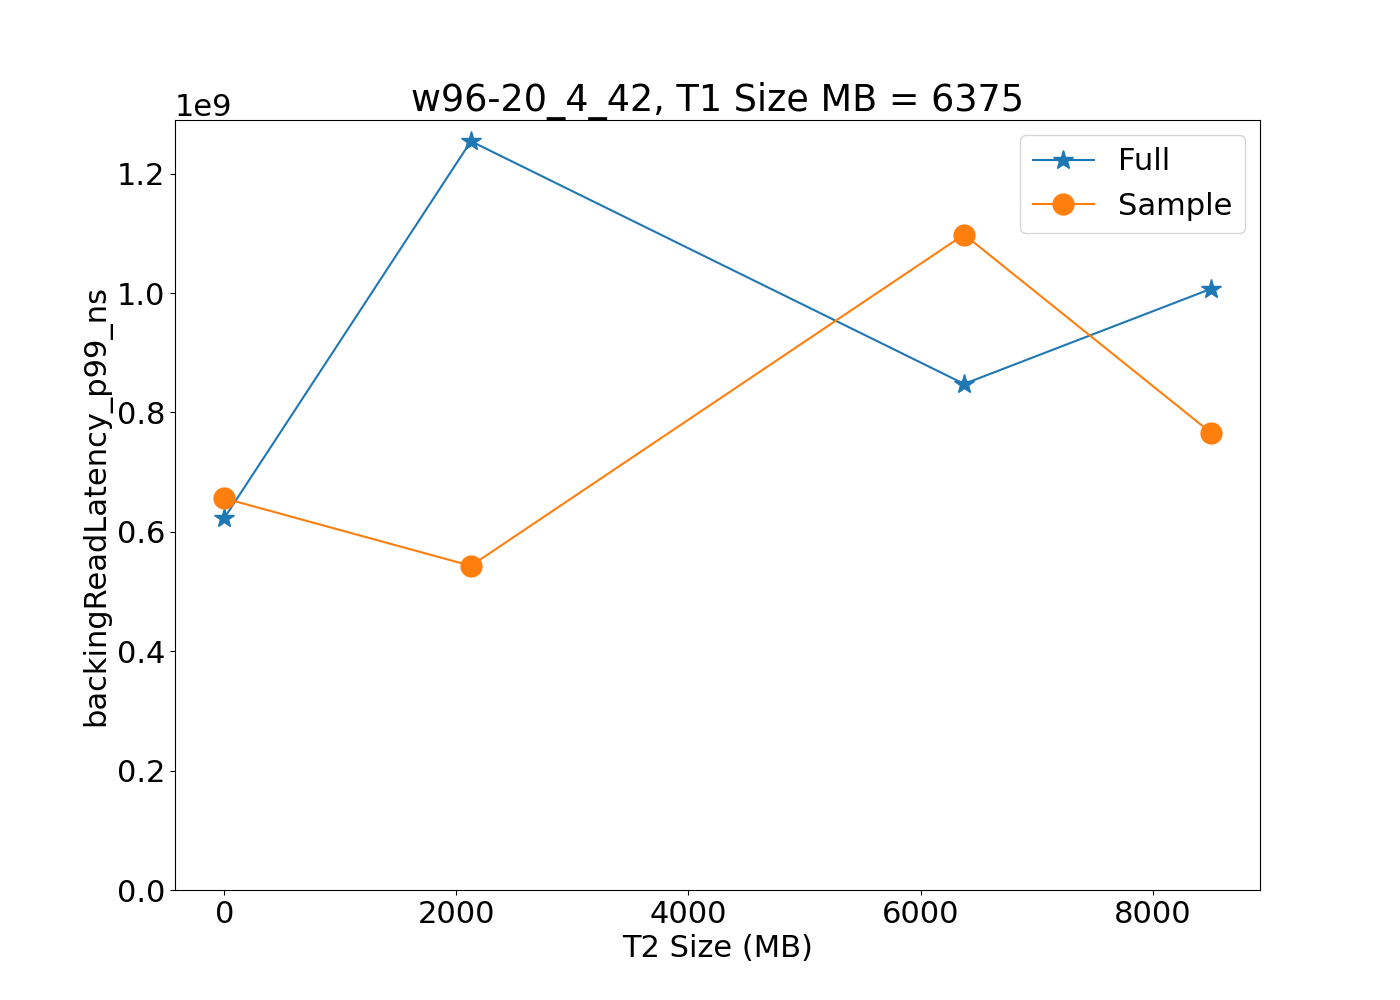 w96-20_4_42, T1 Size MB = 6375
1e9
Full
Sample
1.2
1.0
0.8
0.6
0.4
0.2
0.0
backingReadLatency_p99_ns
0 2000 4000 6000 8000
T2 Size (MB)